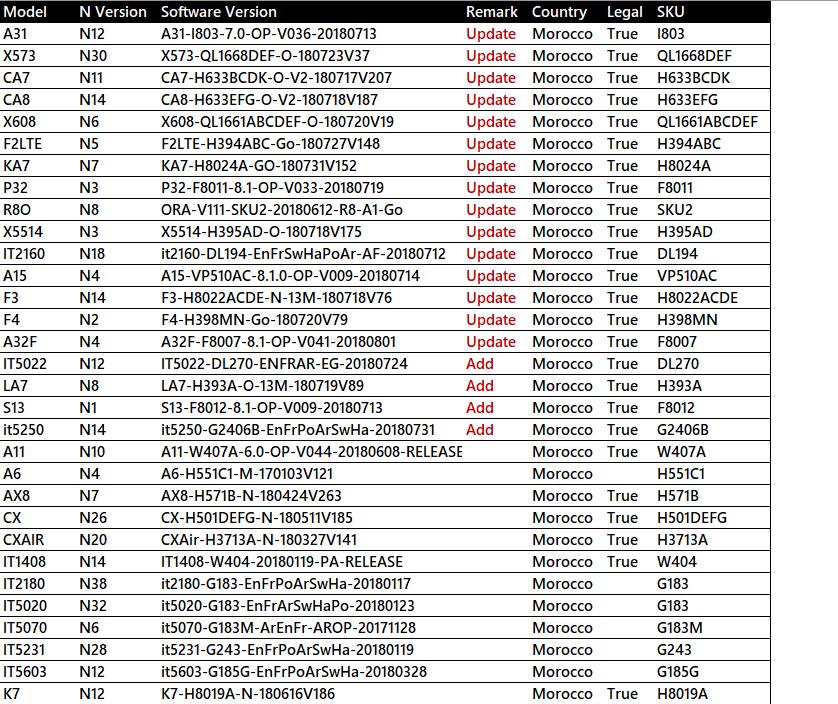 Model N Version Software Version Remark Country Legal SKU
A31 N12 A31-I803-7.0-OP-V036-20180713 Update Morocco True I803
X573 N30 X573-QL1668DEF-O-180723V37 Update Morocco True QL1668DEF
CA7 N11 CA7-H633BCDK-O-V2-180717V207 Update Morocco True H633BCDK
CA8 N14 CA8-H633EFG-O-V2-180718V187 Update Morocco True H633EFG
X608 N6 X608-QL1661ABCDEF-O-180720V19 Update Morocco True QL1661ABCDEF
F2LTE N5 F2LTE-H394ABC-Go-180727V148 Update Morocco True H394ABC
KA7 N7 KA7-H8024A-GO-180731V152 Update Morocco True H8024A
P32 N3 P32-F8011-8.1-OP-V033-20180719 Update Morocco True F8011
R8O N8 ORA-V111-SKU2-20180612-R8-A1-Go Update Morocco True SKU2
X5514 N3 X5514-H395AD-O-180718V175 Update Morocco True H395AD
IT2160 N18 it2160-DL194-EnFrSwHaPoAr-AF-20180712 Update Morocco True DL194
A15 N4 A15-VP510AC-8.1.0-OP-V009-20180714 Update Morocco True VP510AC
F3 N14 F3-H8022ACDE-N-13M-180718V76 Update Morocco True H8022ACDE
F4 N2 F4-H398MN-Go-180720V79 Update Morocco True H398MN
A32F N4 A32F-F8007-8.1-OP-V041-20180801 Update Morocco True F8007
IT5022 N12 IT5022-DL270-ENFRAR-EG-20180724 Add Morocco True DL270
LA7 N8 LA7-H393A-O-13M-180719V89 Add Morocco True H393A
S13 N1 S13-F8012-8.1-OP-V009-20180713 Add Morocco True F8012
it5250 N14 it5250-G2406B-EnFrPoArSwHa-20180731 Add Morocco True G2406B
A11 N10 A11-W407A-6.0-OP-V044-20180608-RELEASE Morocco True W407A
A6 N4 A6-H551C1-M-170103V121 Morocco H551C1
AX8 N7 AX8-H571B-N-180424V263 Morocco True H571B
CX N26 CX-H501DEFG-N-180511V185 Morocco True H501DEFG
CXAIR N20 CXAir-H3713A-N-180327V141 Morocco True H3713A
IT1408 N14 IT1408-W404-20180119-PA-RELEASE Morocco True W404
IT2180 N38 it2180-G183-EnFrPoArSwHa-20180117 Morocco G183
IT5020 N32 it5020-G183-EnFrArSwHaPo-20180123 Morocco G183
IT5070 N6 it5070-G183M-ArEnFr-AROP-20171128 Morocco G183M
IT5231 N28 it5231-G243-EnFrPoArSwHa-20180119 Morocco G243
IT5603 N12 it5603-G185G-EnFrPoArSwHa-20180328 Morocco G185G
K7 N12 K7-H8019A-N-180616V186 Morocco True H8019A